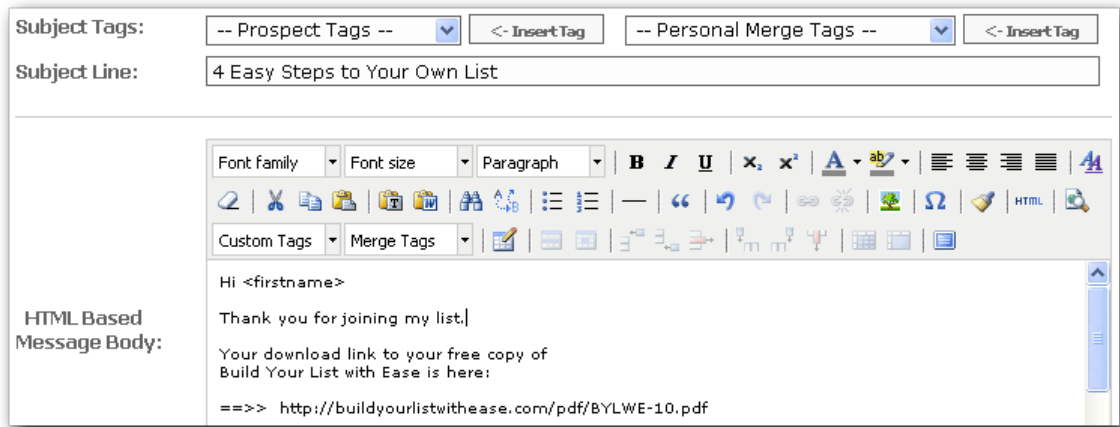 Subject Tags: -- Prospect Tags -- <- Insert Tag -- Personal Merge Tags -- <- Insert Tag
Subject Line: 4 Easy Steps to Your Own List
Font family Font size Paragraph B I U x₂ x² A ab
T W A B “ Ω HTML
Custom Tags Merge Tags
Hi <firstname>
Thank you for joining my list.
HTML Based
Message Body:
Your download link to your free copy of
Build Your List with Ease is here:
==>> http://buildyourlistwithease.com/pdf/BYLWE-10.pdf